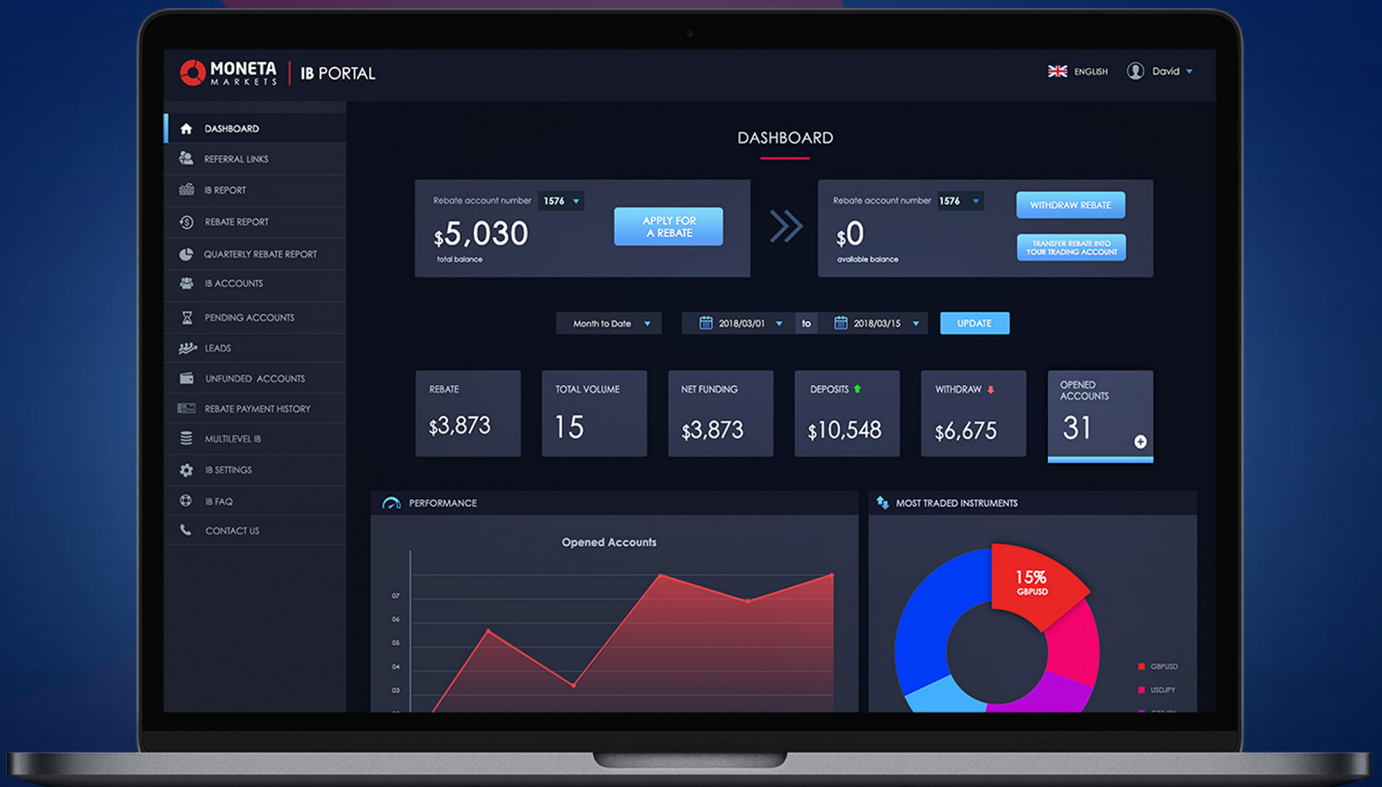 MONETA
MARKETS
IB PORTAL
ENGLISH
David
DASHBOARD
REFERRAL LINKS
IB REPORT
REBATE REPORT
QUARTERLY REBATE REPORT
IB ACCOUNTS
PENDING ACCOUNTS
LEADS
UNFUNDED ACCOUNTS
REBATE PAYMENT HISTORY
MULTILEVEL IB
IB SETTINGS
IB FAQ
CONTACT US
DASHBOARD
Rebate account number 1576
$5,030
total balance
APPLY FOR
A REBATE
Rebate account number 1576
$0
available balance
WITHDRAW REBATE
TRANSFER REBATE INTO
YOUR TRADING ACCOUNT
Month to Date
2018/03/01 to 2018/03/15
UPDATE
REBATE
$3,873
TOTAL VOLUME
15
NET FUNDING
$3,873
DEPOSITS
$10,548
WITHDRAW
$6,675
OPENED
ACCOUNTS
31
PERFORMANCE
Opened Accounts
07
06
05
04
03
MOST TRADED INSTRUMENTS
15%
GBPUSD
GBPUSD
USDJPY